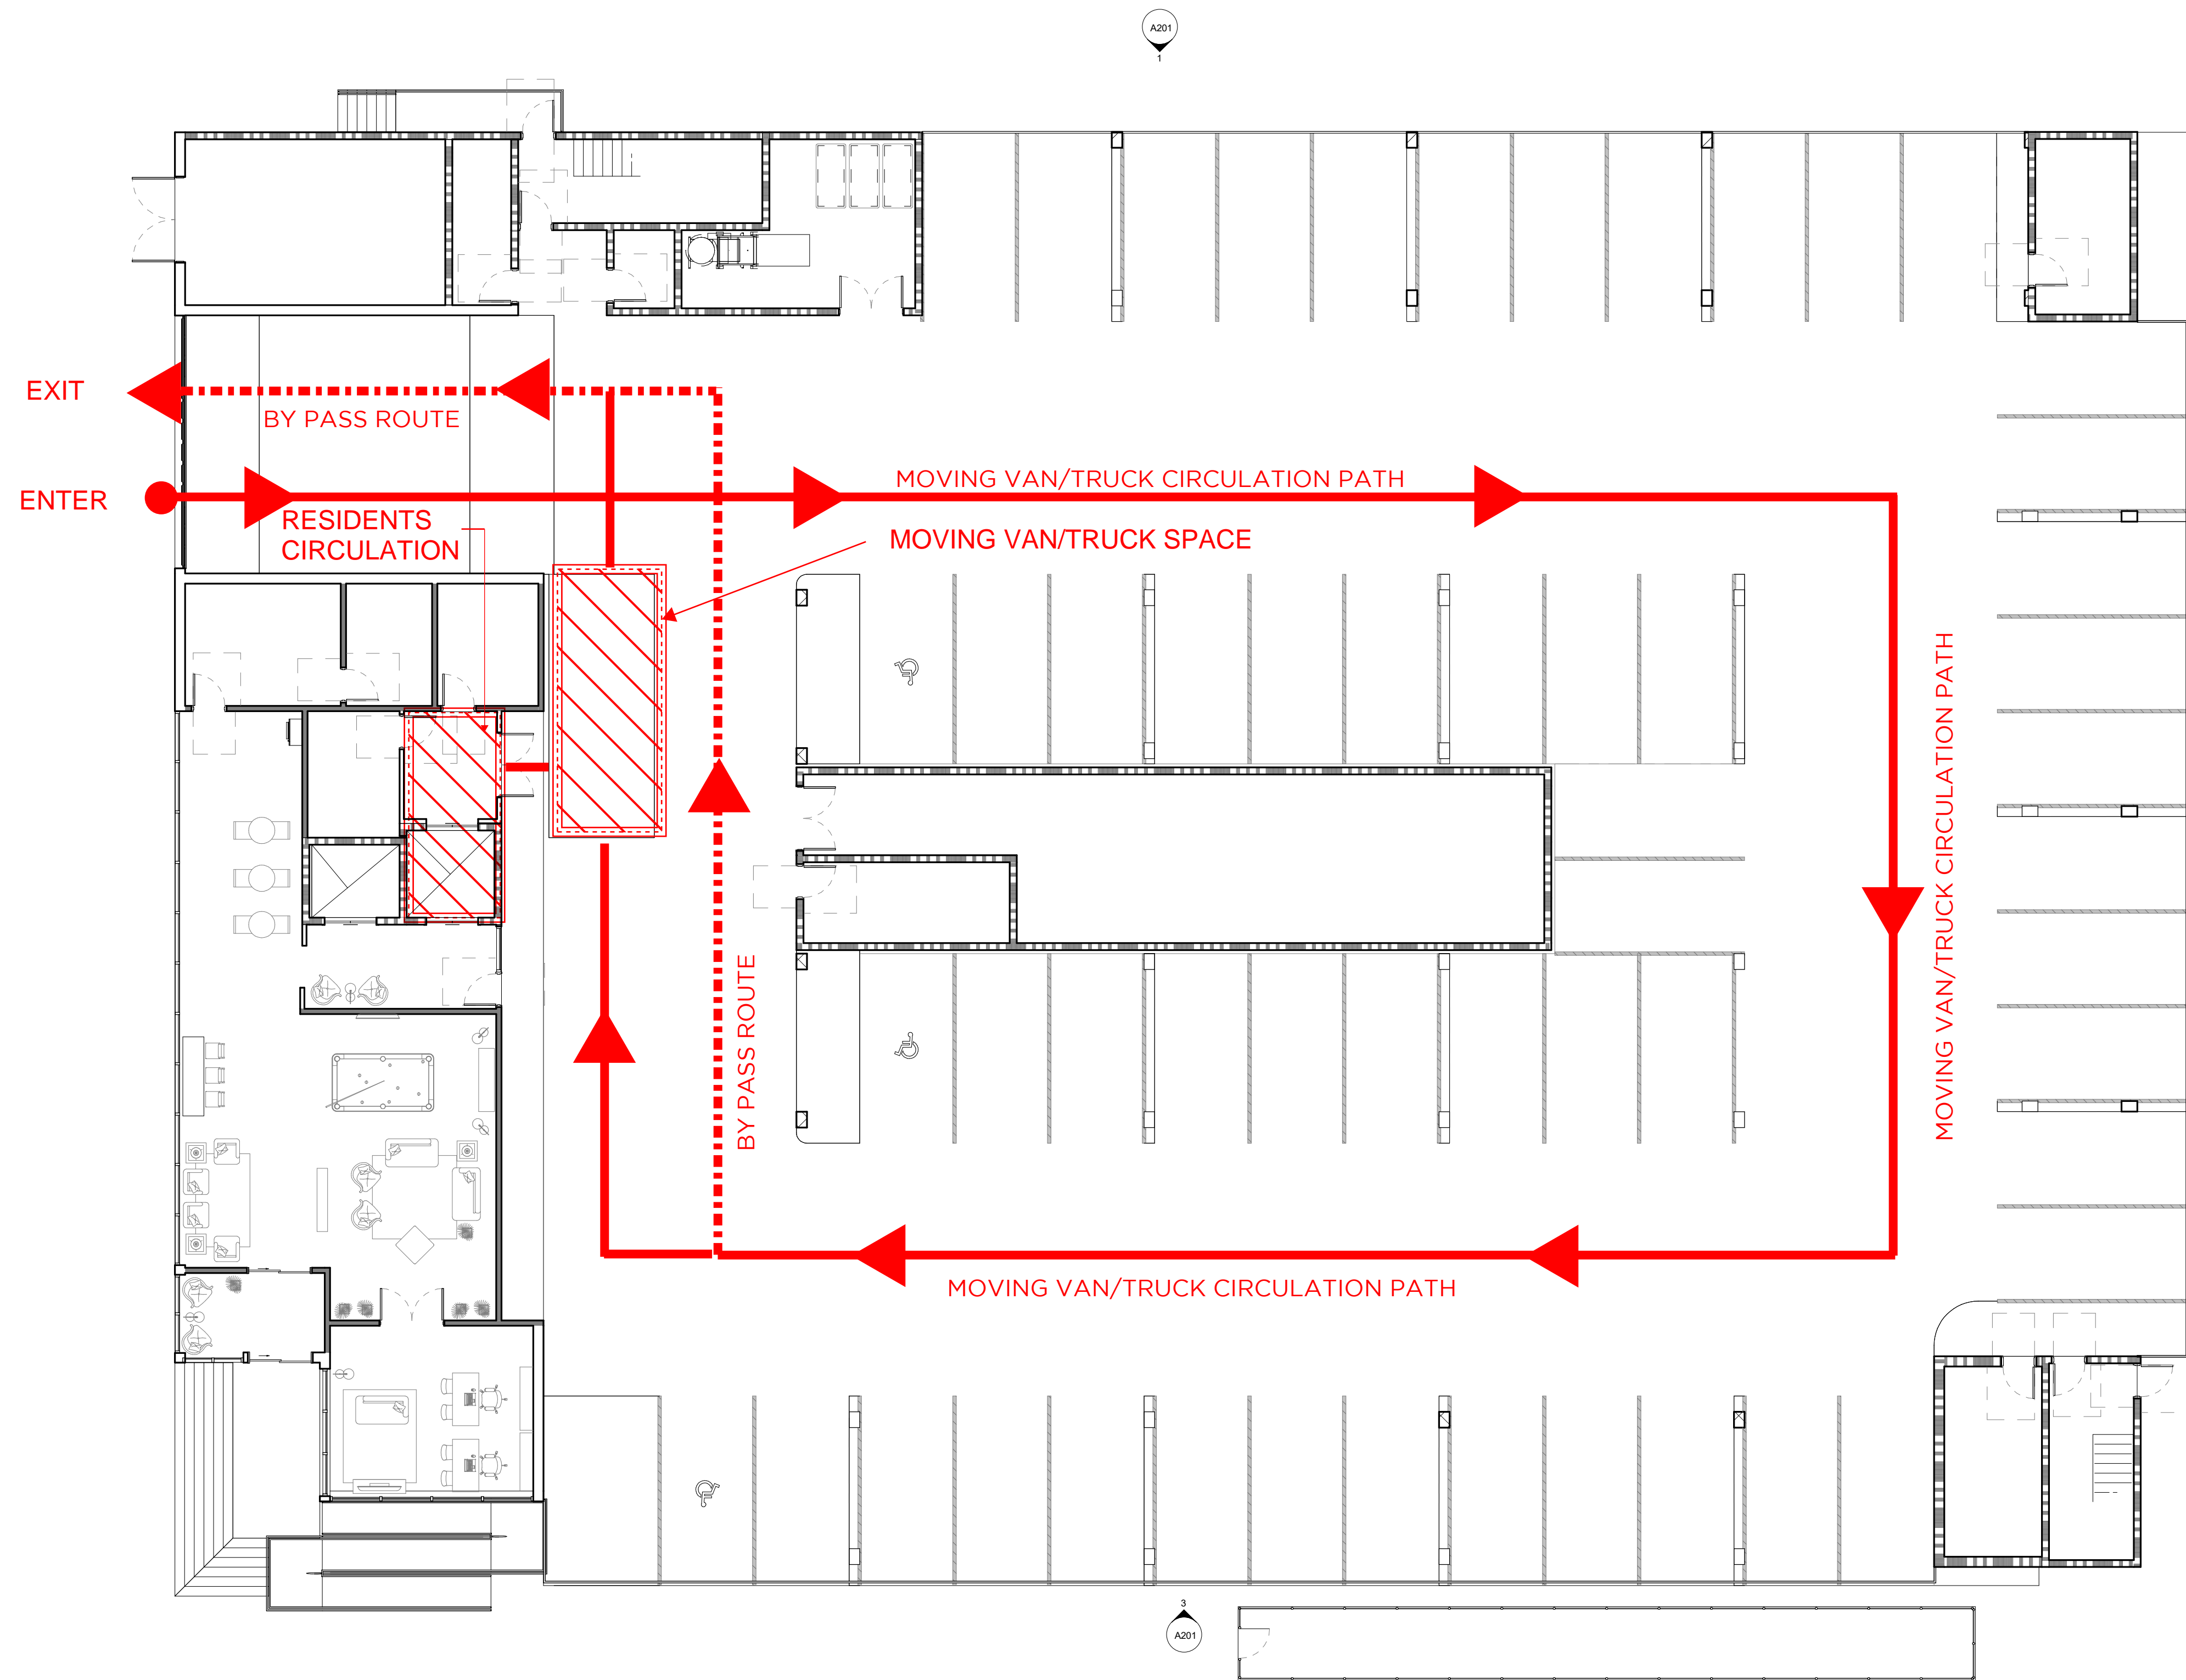 A201
1
EXIT
BY PASS ROUTE
MOVING VAN/TRUCK CIRCULATION PATH
ENTER
RESIDENTS
CIRCULATION
MOVING VAN/TRUCK SPACE
MOVING VAN/TRUCK CIRCULATION PATH
BY PASS ROUTE
MOVING VAN/TRUCK CIRCULATION PATH
3
A201